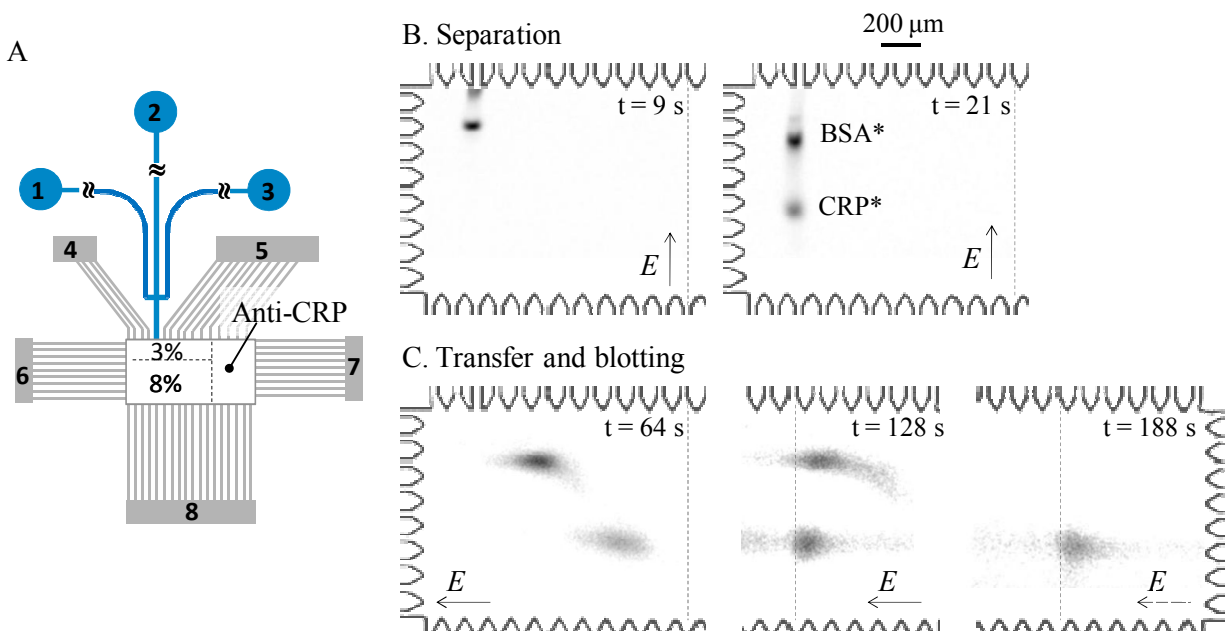 A
2
1
3
4
5
Anti-CRP
3%
8%
6
7
8
B. Separation
200 µm
t = 9 s
E
t = 21 s
BSA*
CRP*
E
C. Transfer and blotting
t = 64 s
E
t = 128 s
E
t = 188 s
E